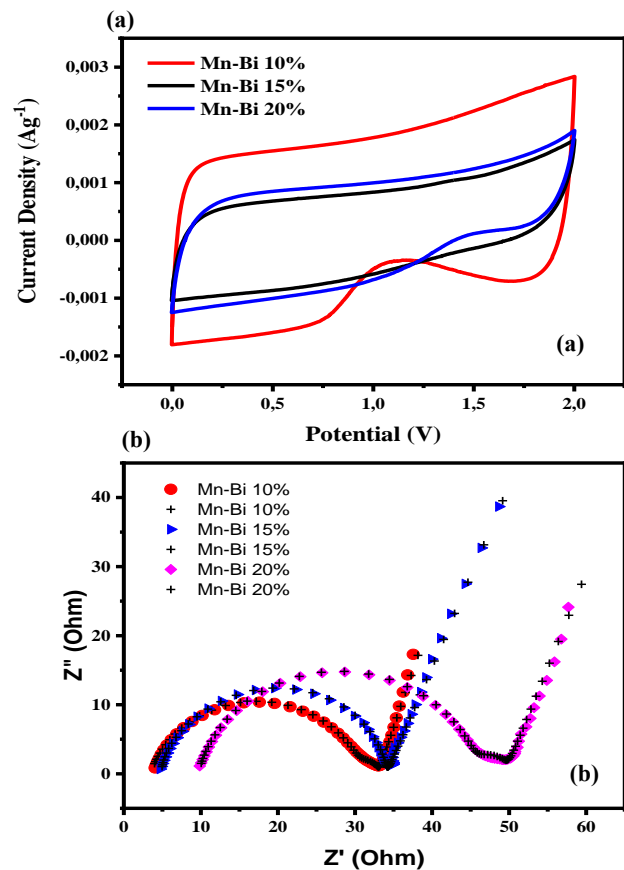 (a)
0,003
0,002
0,001
0,000
-0,001
-0,002
Current Density (Ag⁻¹)
Mn-Bi 10%
Mn-Bi 15%
Mn-Bi 20%
(a)
0,0 0,5 1,0 1,5 2,0
Potential (V)
(b)
40
30
20
10
0
Z" (Ohm)
Mn-Bi 10%
Mn-Bi 10%
Mn-Bi 15%
Mn-Bi 15%
Mn-Bi 20%
Mn-Bi 20%
(b)
0 10 20 30 40 50 60
Z' (Ohm)